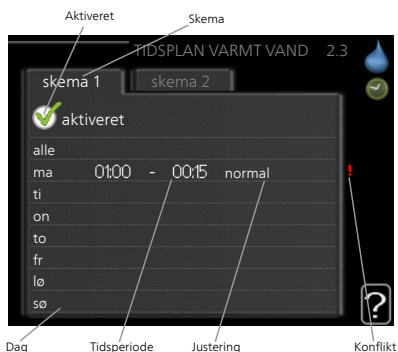 Aktiveret
Skema
TIDSPLAN VARMT VAND 2.3
skema 1 skema 2
aktiveret
alle
ma 01:00 - 00:15 normal !
ti
on
to
fr
lø
sø
?
Dag Tidsperiode Justering Konflikt